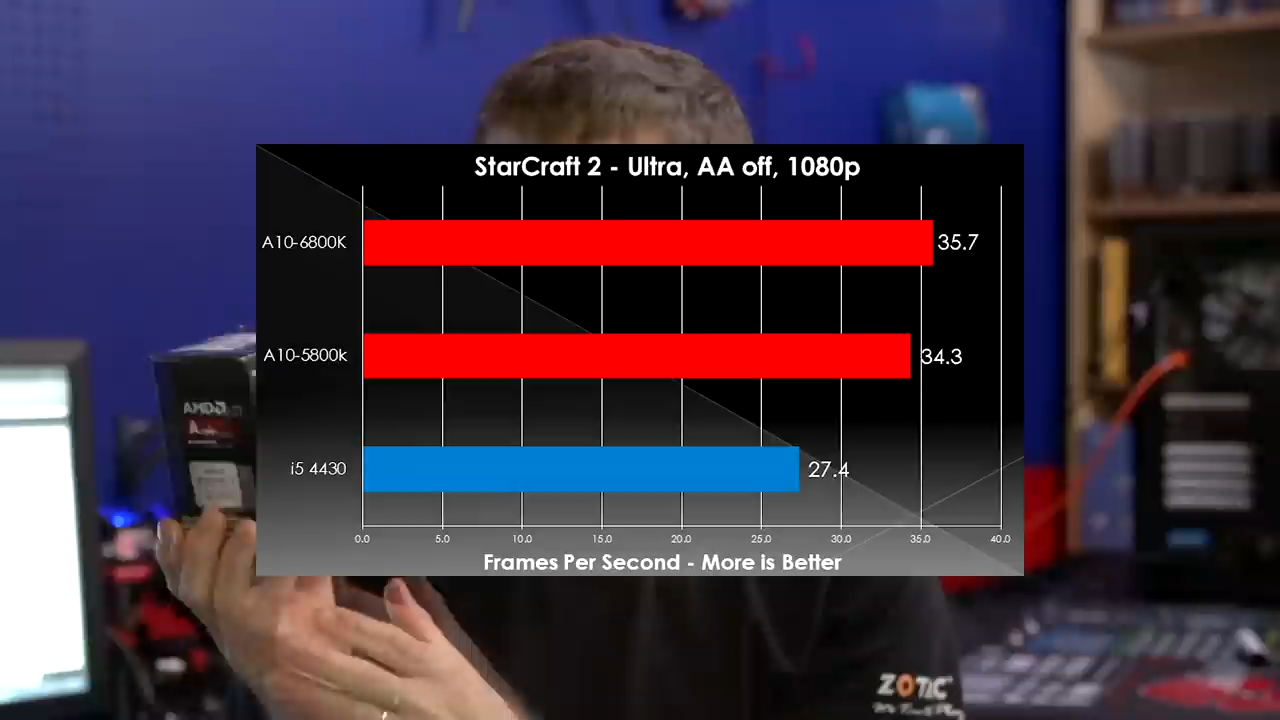 StarCraft 2 - Ultra, AA off, 1080p
A10-6800K
35.7
A10-5800k
34.3
i5 4430
27.4
0.0 5.0 10.0 15.0 20.0 25.0 30.0 35.0 40.0
Frames Per Second - More is Better
AMD
ZOTAC